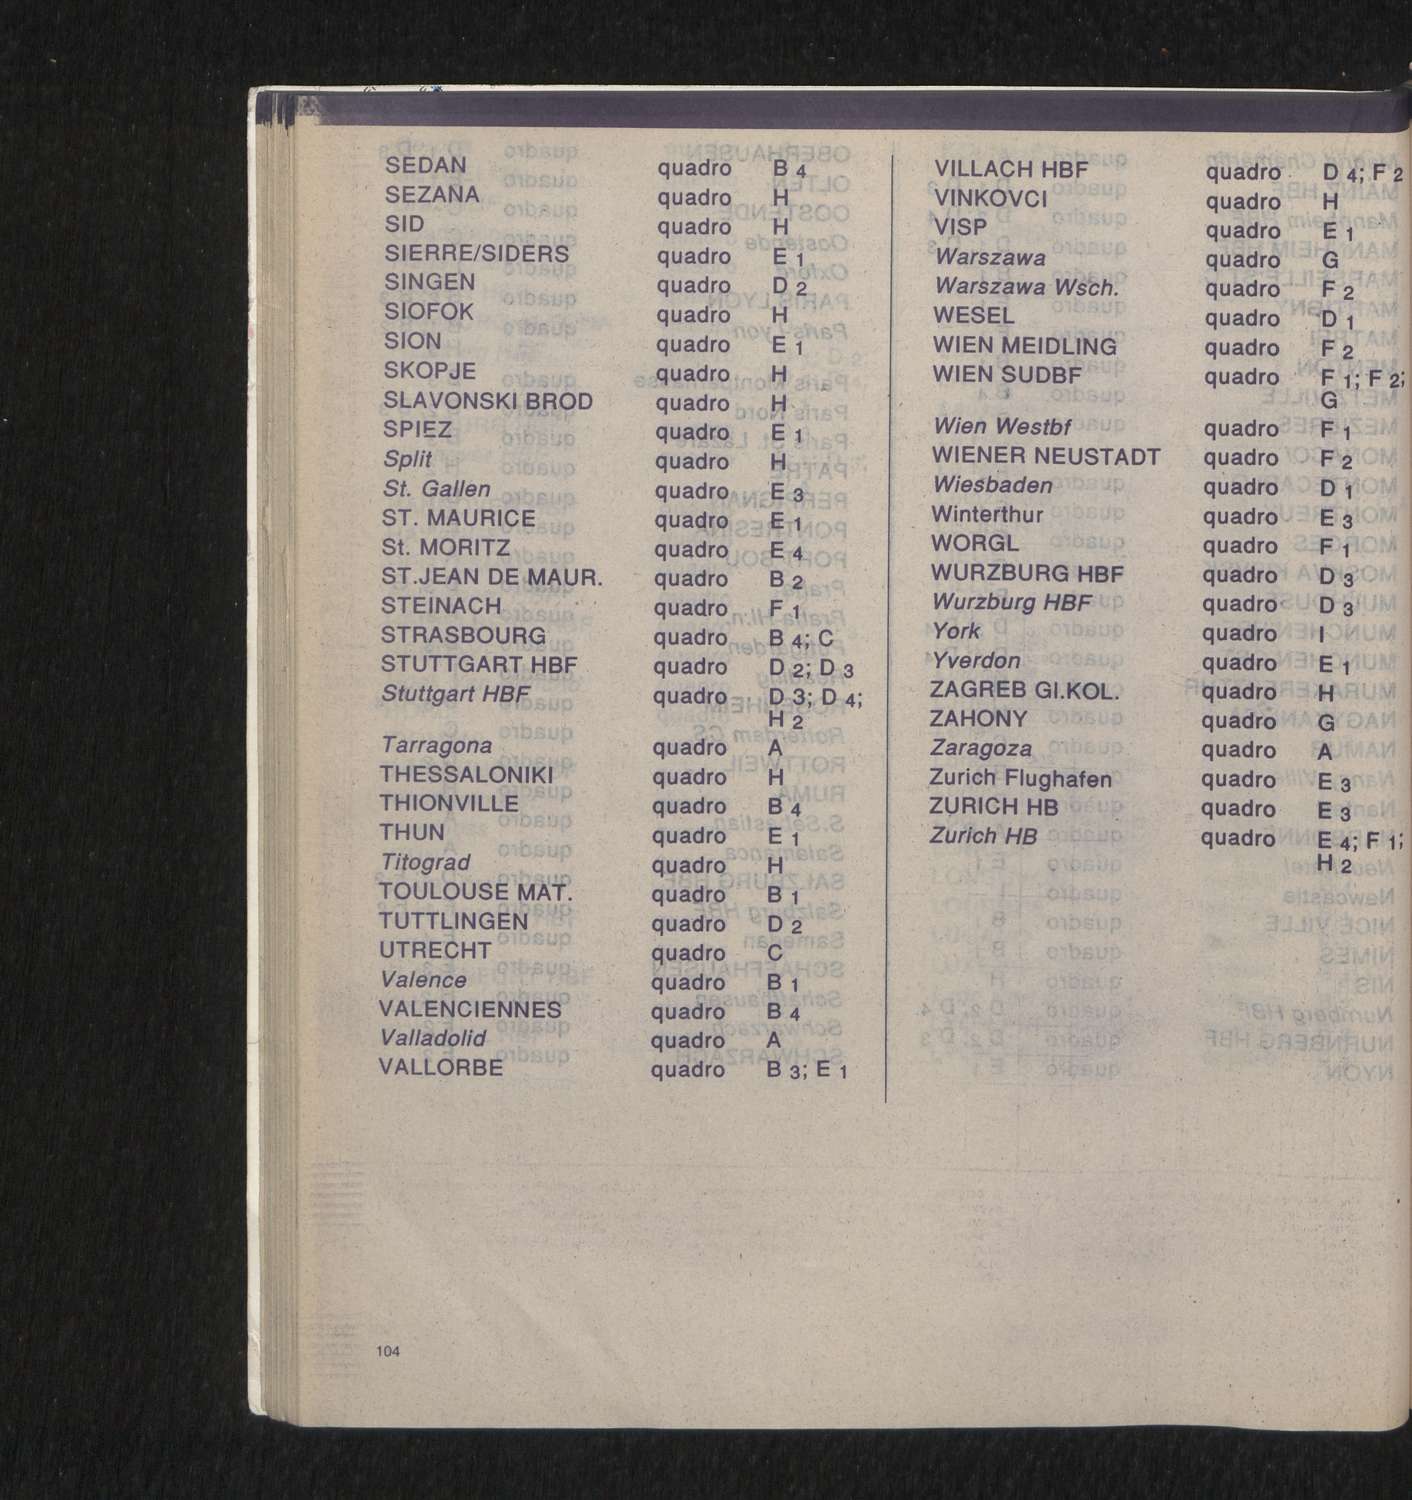 SEDAN quadro B 4
SEZANA quadro H
SID quadro H
SIERRE/SIDERS quadro E 1
SINGEN quadro D 2
SIOFOK quadro H
SION quadro E 1
SKOPJE quadro H
SLAVONSKI BROD quadro H
SPIEZ quadro E 1
Split quadro H
St. Gallen quadro E 3
ST. MAURICE quadro E 1
St. MORITZ quadro E 4
ST.JEAN DE MAUR. quadro B 2
STEINACH quadro F 1
STRASBOURG quadro B 4; C
STUTTGART HBF quadro D 2; D 3
Stuttgart HBF quadro D 3; D 4;
H 2
Tarragona quadro A
THESSALONIKI quadro H
THIONVILLE quadro B 4
THUN quadro E 1
Titograd quadro H
TOULOUSE MAT. quadro B 1
TUTTLINGEN quadro D 2
UTRECHT quadro C
Valence quadro B 1
VALENCIENNES quadro B 4
Valladolid quadro A
VALLORBE quadro B 3; E 1
VILLACH HBF quadro D 4; F 2
VINKOVCI quadro H
VISP quadro E 1
Warszawa quadro G
Warszawa Wsch. quadro F 2
WESEL quadro D 1
WIEN MEIDLING quadro F 2
WIEN SUDBF quadro F 1; F 2;
G
Wien Westbf quadro F 1
WIENER NEUSTADT quadro F 2
Wiesbaden quadro D 1
Winterthur quadro E 3
WORGL quadro F 1
WURZBURG HBF quadro D 3
Wurzburg HBF quadro D 3
York quadro I
Yverdon quadro E 1
ZAGREB GI.KOL. quadro H
ZAHONY quadro G
Zaragoza quadro A
Zurich Flughafen quadro E 3
ZURICH HB quadro E 3
Zurich HB quadro E 4; F 1;
H 2
104